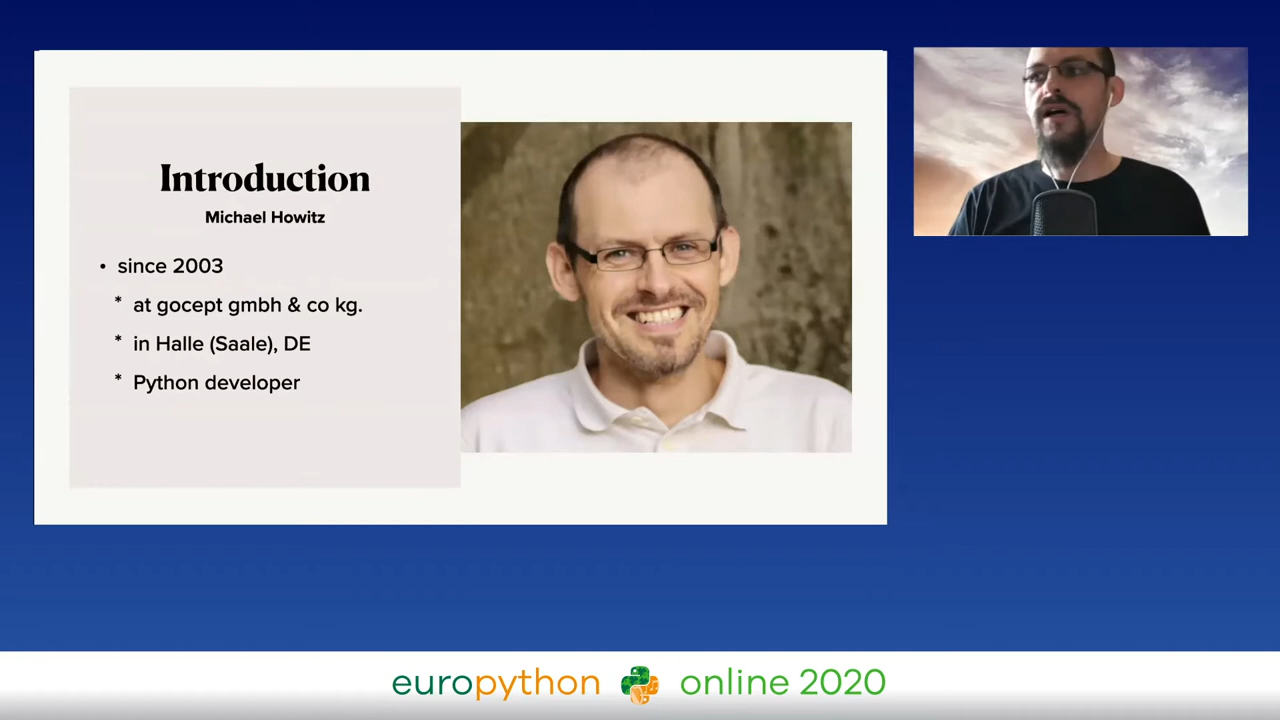 Introduction
Michael Howitz
• since 2003
* at gocept gmbh & co kg.
* in Halle (Saale), DE
* Python developer
europython online 2020